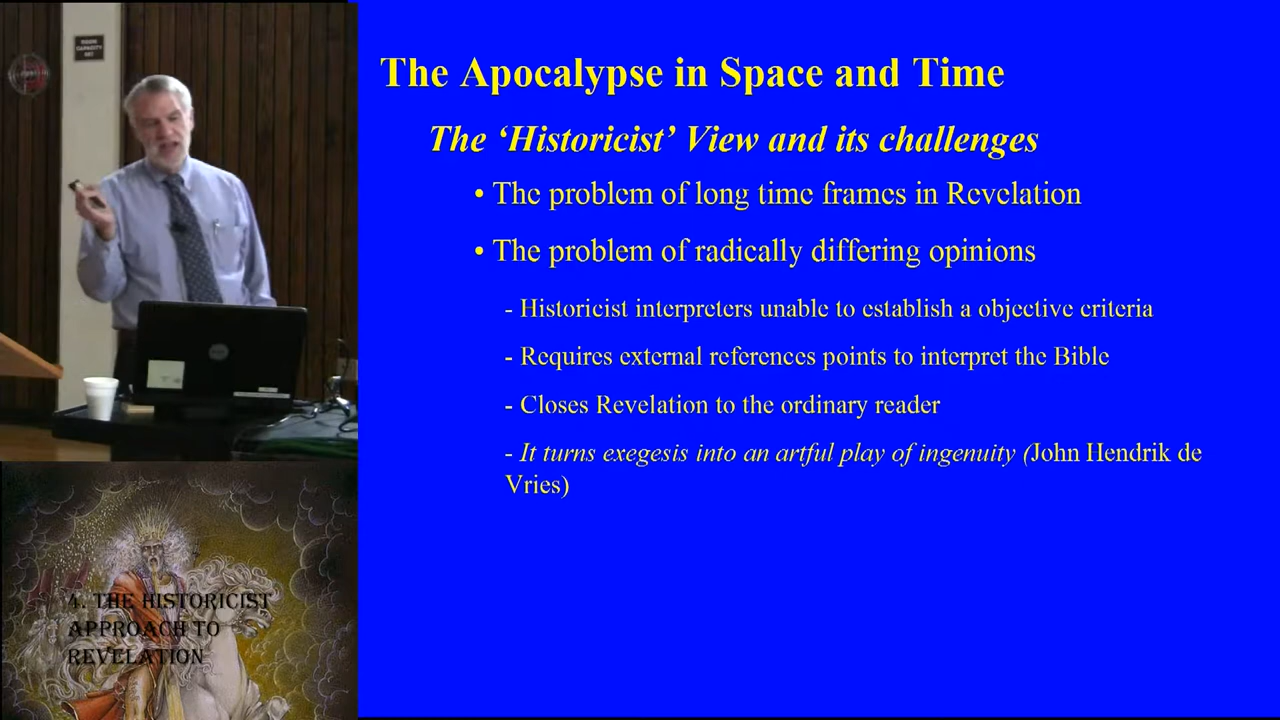 The Apocalypse in Space and Time
The ‘Historicist’ View and its challenges
• The problem of long time frames in Revelation
• The problem of radically differing opinions
- Historicist interpreters unable to establish a objective criteria
- Requires external references points to interpret the Bible
- Closes Revelation to the ordinary reader
- It turns exegesis into an artful play of ingenuity (John Hendrik de
Vries)
4. THE HISTORICIST
APPROACH TO
REVELATION